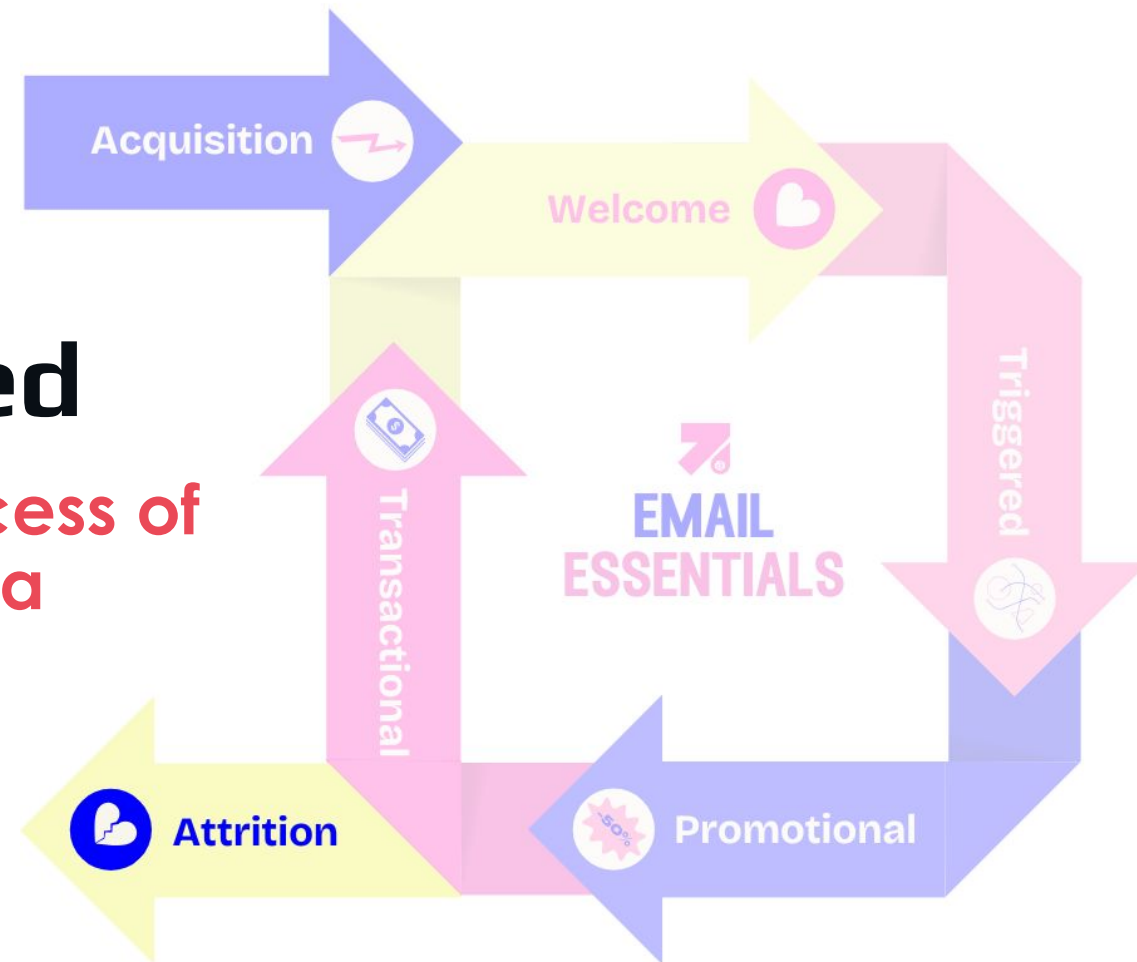 Acquisition
Welcome
ed
Triggered
cess of
a
EMAIL
ESSENTIALS
$
Transactional
-50%
Promotional
Attrition